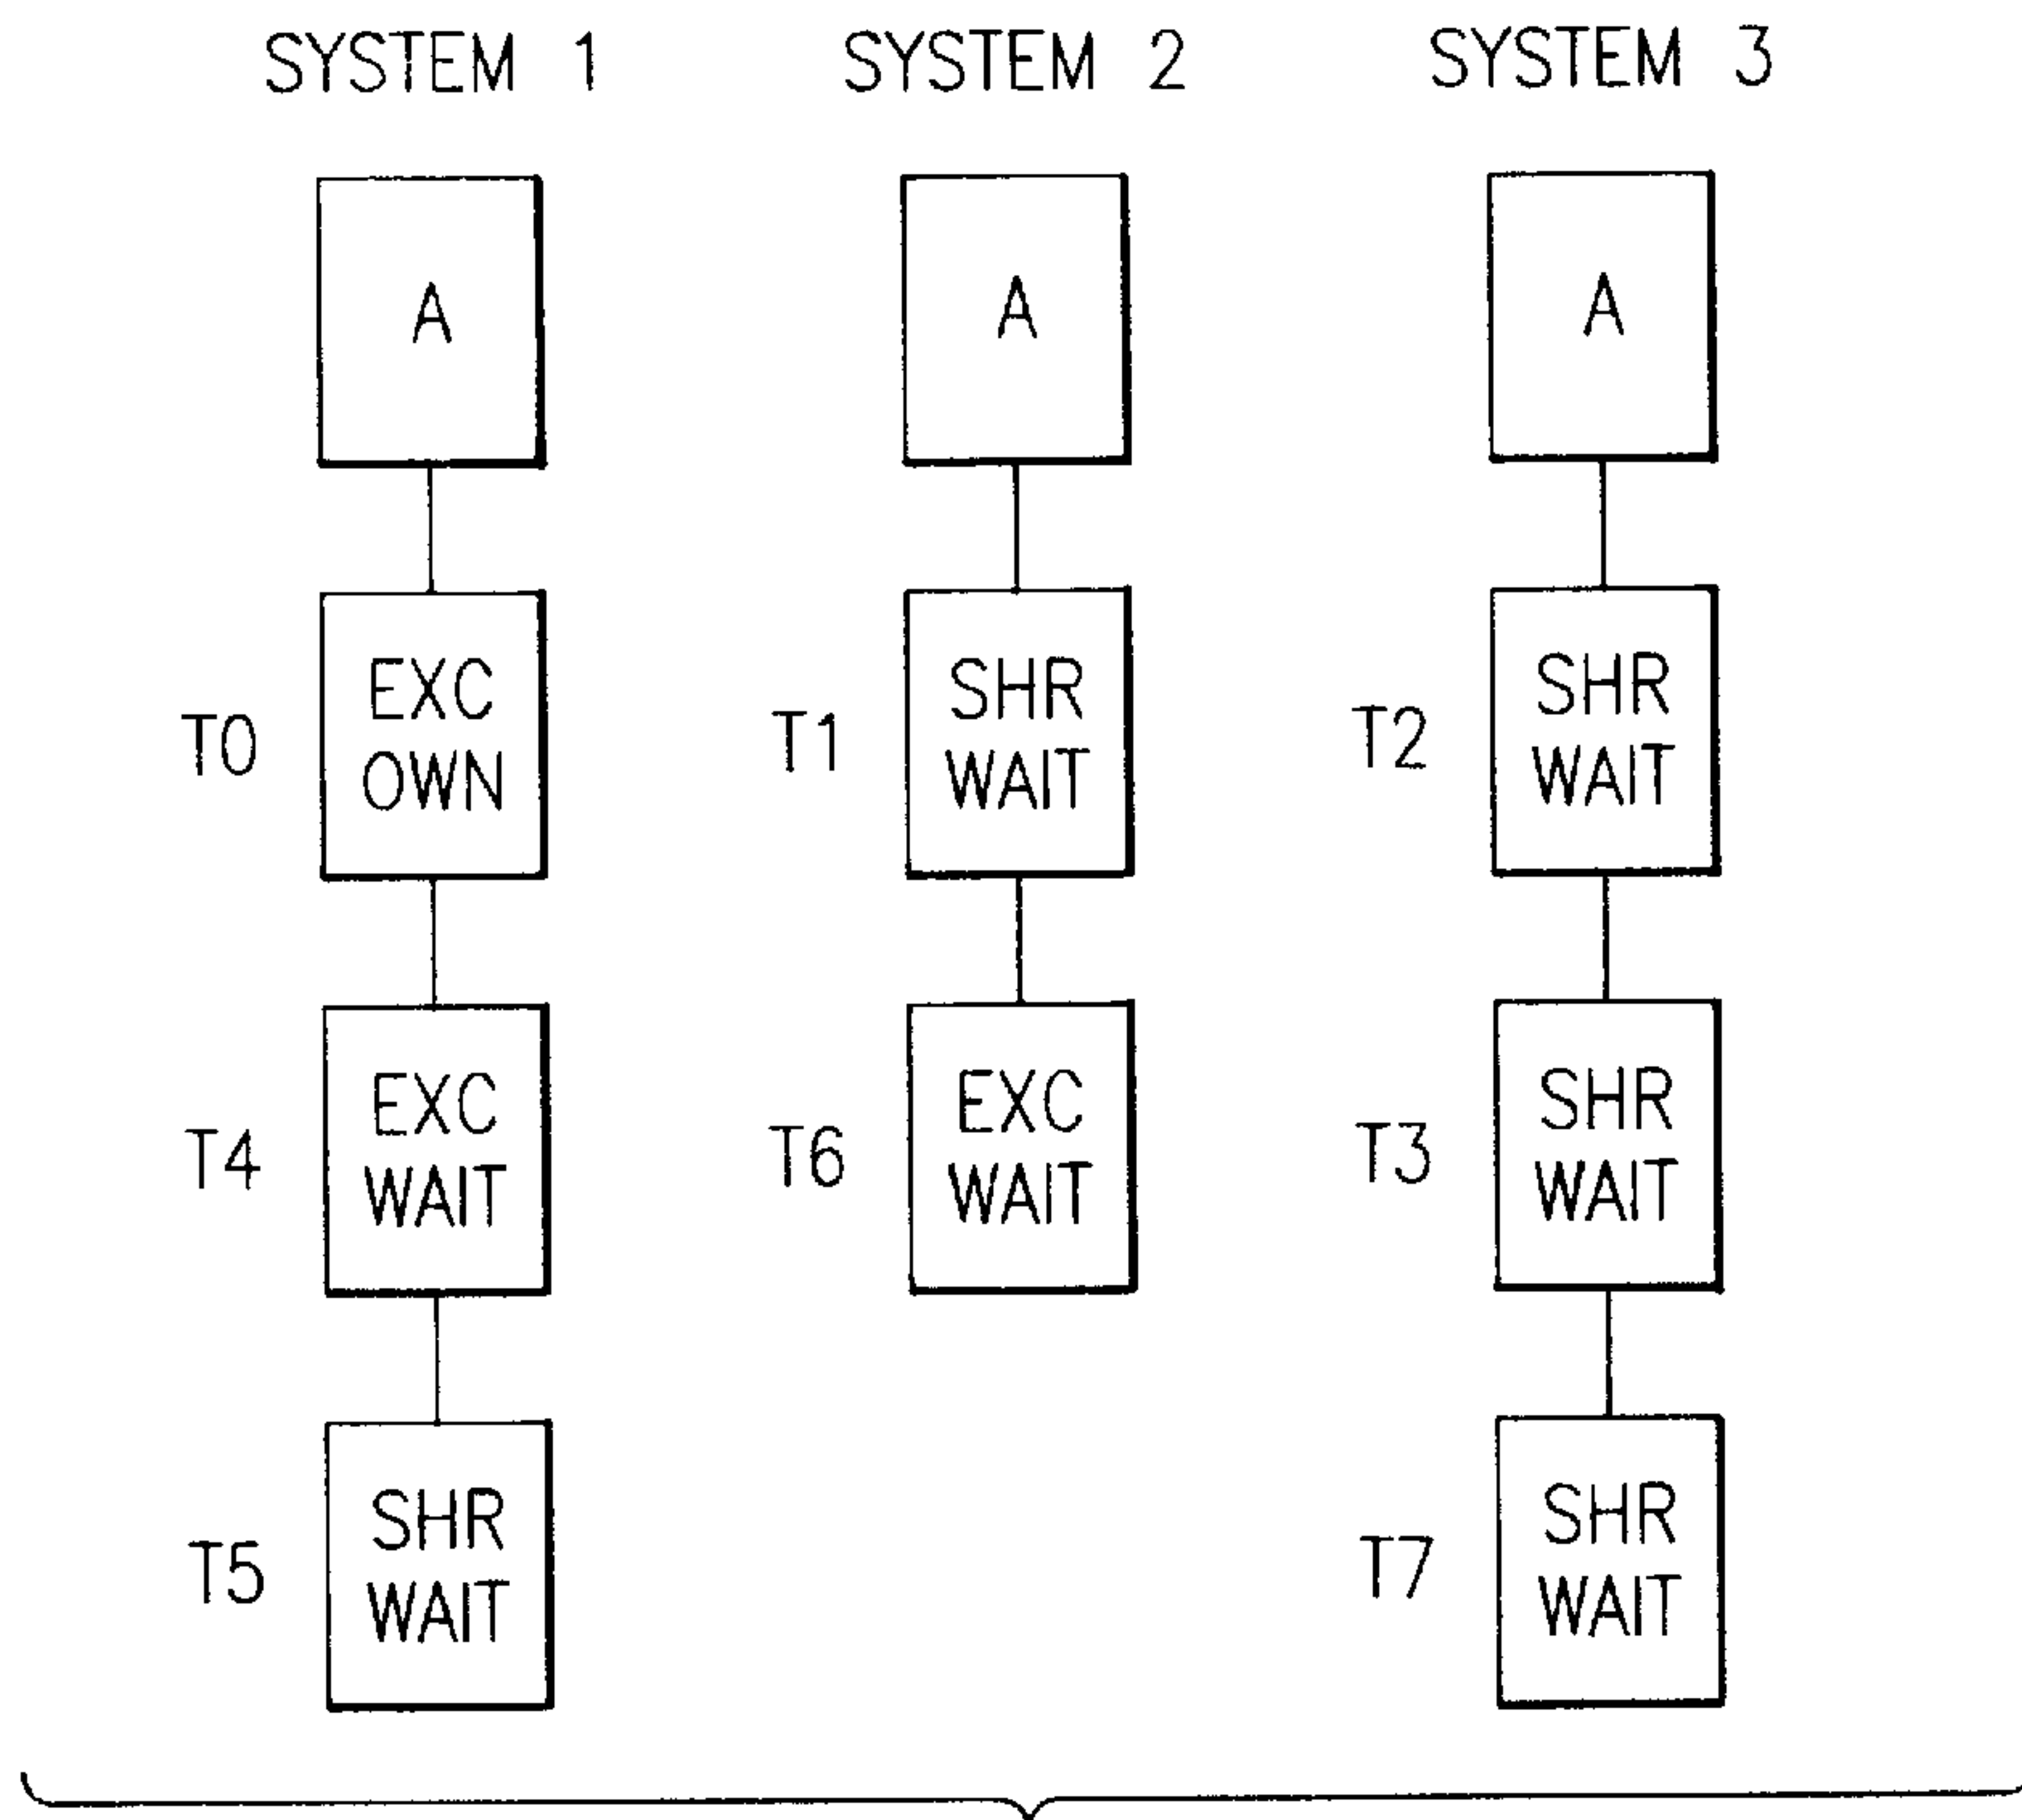 SYSTEM 1
SYSTEM 2
SYSTEM 3
A
A
A
T0
EXC
OWN
T1
SHR
WAIT
T2
SHR
WAIT
T4
EXC
WAIT
T6
EXC
WAIT
T3
SHR
WAIT
T5
SHR
WAIT
T7
SHR
WAIT